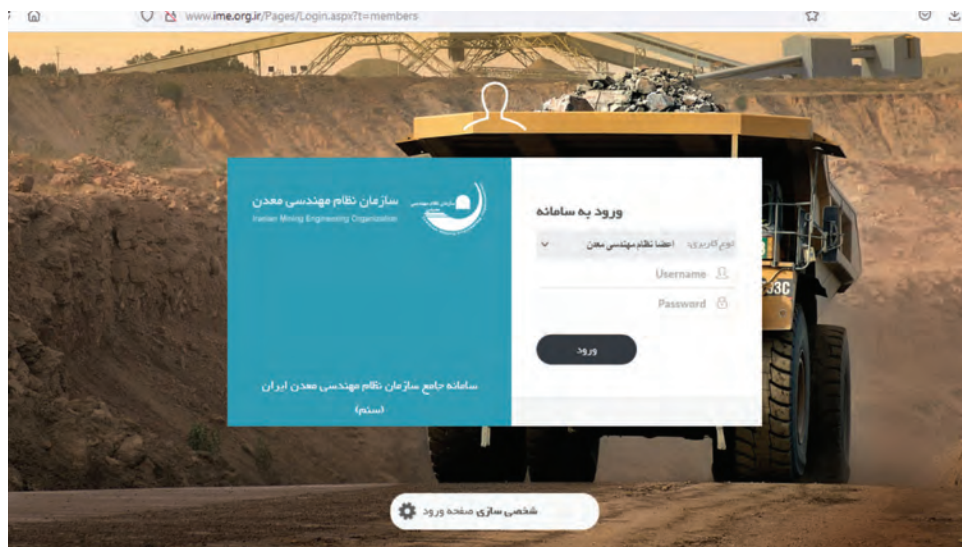 www.ime.org.ir/Pages/Login.aspx?t=members
سازمان نظام مهندسی معدن
Iranian Mining Engineering Organization
ورود به سامانه
نوع کاربری: اعضا نظام مهندسی معدن
Username
Password
ورود
سامانه جامع سازمان نظام مهندسی معدن ایران
(سنم)
33C
شخصی سازی صفحه ورود